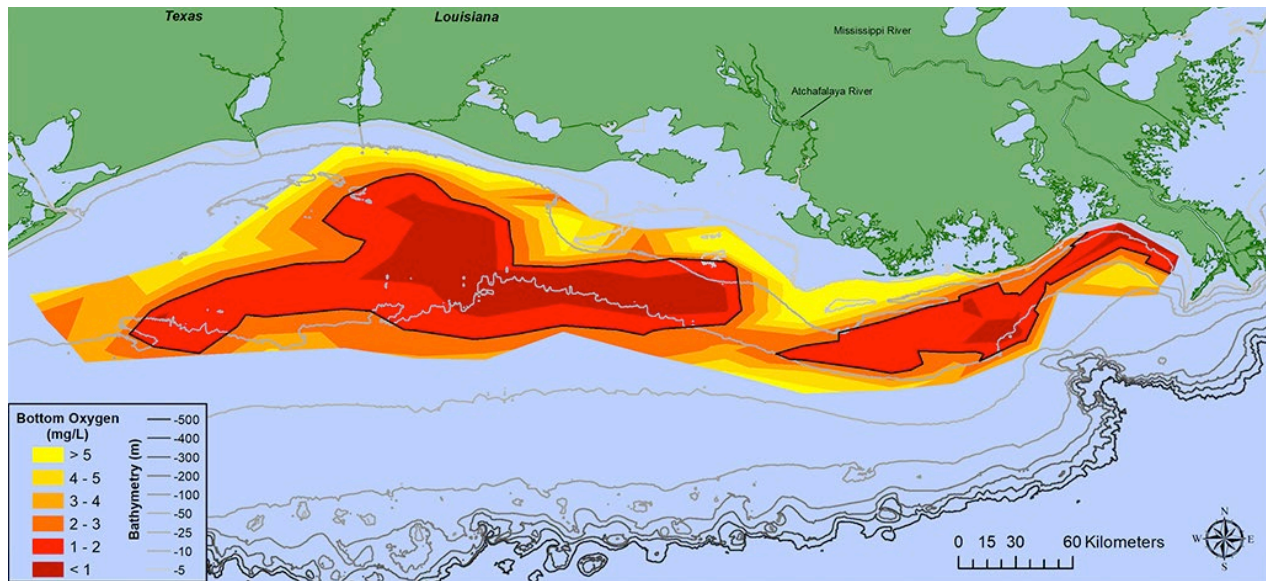 Texas
Louisiana
Mississippi River
Atchafalaya River
Bottom Oxygen
(mg/L)
> 5
4 - 5
3 - 4
2 - 3
1 - 2
< 1
Bathymetry (m)
-500
-400
-300
-200
-100
-50
-25
-10
-5
0 15 30 60 Kilometers
N
W E
S